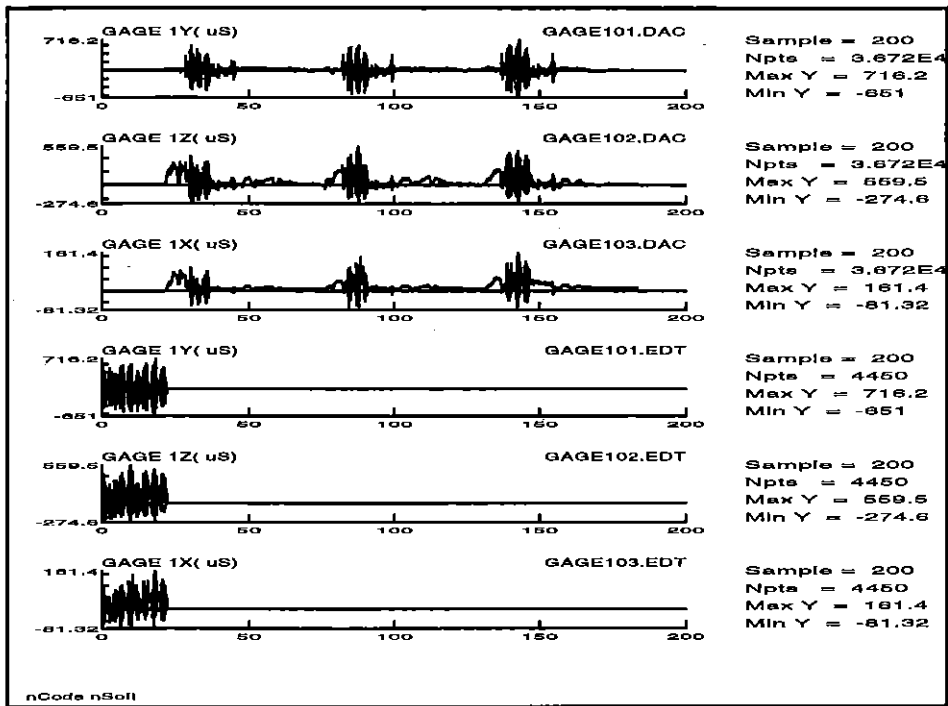 GAGE 1Y( uS) GAGE101.DAC
716.2
-651
0 50 100 150 200
Sample = 200
Npts = 3.672E4
Max Y = 716.2
Min Y = -651
GAGE 1Z( uS) GAGE102.DAC
559.5
-274.6
0 50 100 150 200
Sample = 200
Npts = 3.672E4
Max Y = 559.5
Min Y = -274.6
GAGE 1X( uS) GAGE103.DAC
161.4
-81.32
0 50 100 150 200
Sample = 200
Npts = 3.672E4
Max Y = 161.4
Min Y = -81.32
GAGE 1Y( uS) GAGE101.EDT
716.2
-651
0 50 100 150 200
Sample = 200
Npts = 4450
Max Y = 716.2
Min Y = -651
GAGE 1Z( uS) GAGE102.EDT
559.5
-274.6
0 50 100 150 200
Sample = 200
Npts = 4450
Max Y = 559.5
Min Y = -274.6
GAGE 1X( uS) GAGE103.EDT
161.4
-81.32
0 50 100 150 200
Sample = 200
Npts = 4450
Max Y = 161.4
Min Y = -81.32
nCode nSoft